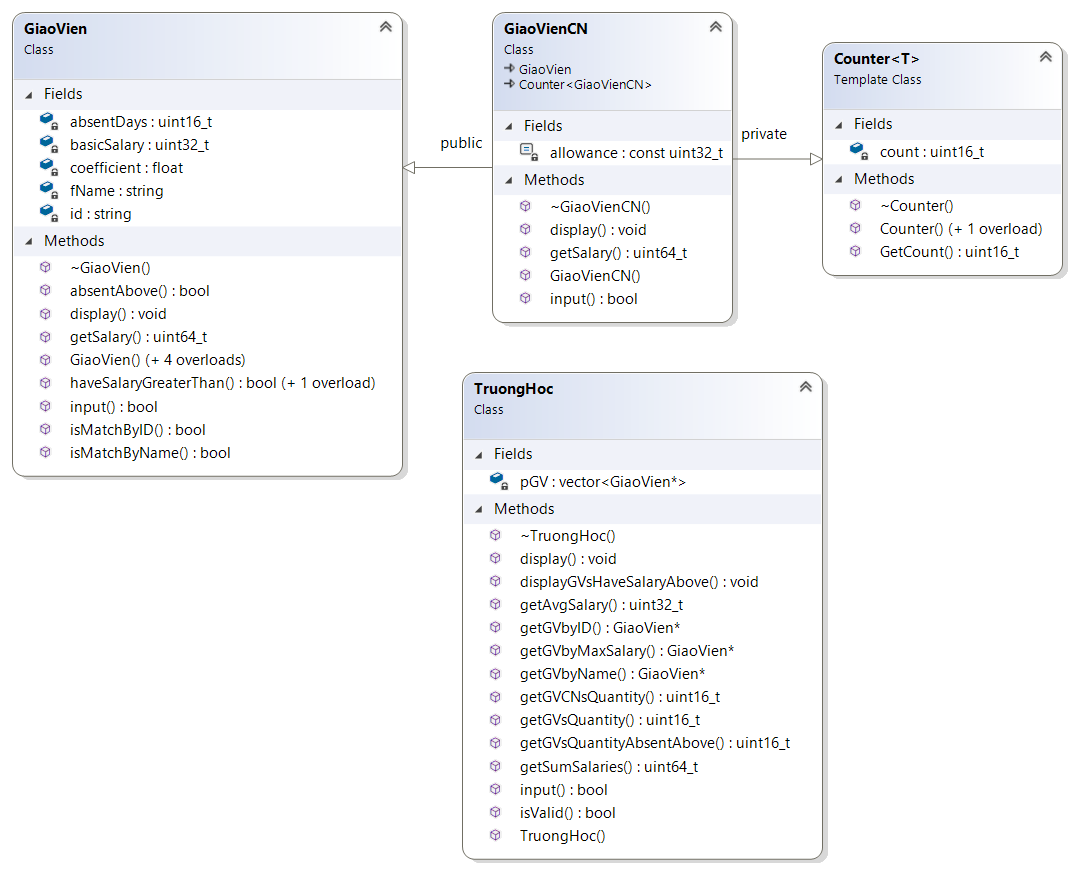 GiaoVien
Class
Fields
absentDays : uint16_t
basicSalary : uint32_t
coefficient : float
fName : string
id : string
Methods
~GiaoVien()
absentAbove() : bool
display() : void
getSalary() : uint64_t
GiaoVien() (+ 4 overloads)
haveSalaryGreaterThan() : bool (+ 1 overload)
input() : bool
isMatchByID() : bool
isMatchByName() : bool
public
GiaoVienCN
Class
GiaoVien
Counter<GiaoVienCN>
Fields
allowance : const uint32_t
Methods
~GiaoVienCN()
display() : void
getSalary() : uint64_t
GiaoVienCN()
input() : bool
private
Counter<T>
Template Class
Fields
count : uint16_t
Methods
~Counter()
Counter() (+ 1 overload)
GetCount() : uint16_t
TruongHoc
Class
Fields
pGV : vector<GiaoVien*>
Methods
~TruongHoc()
display() : void
displayGVsHaveSalaryAbove() : void
getAvgSalary() : uint32_t
getGVbyID() : GiaoVien*
getGVbyMaxSalary() : GiaoVien*
getGVbyName() : GiaoVien*
getGVCNsQuantity() : uint16_t
getGVsQuantity() : uint16_t
getGVsQuantityAbsentAbove() : uint16_t
getSumSalaries() : uint64_t
input() : bool
isValid() : bool
TruongHoc()